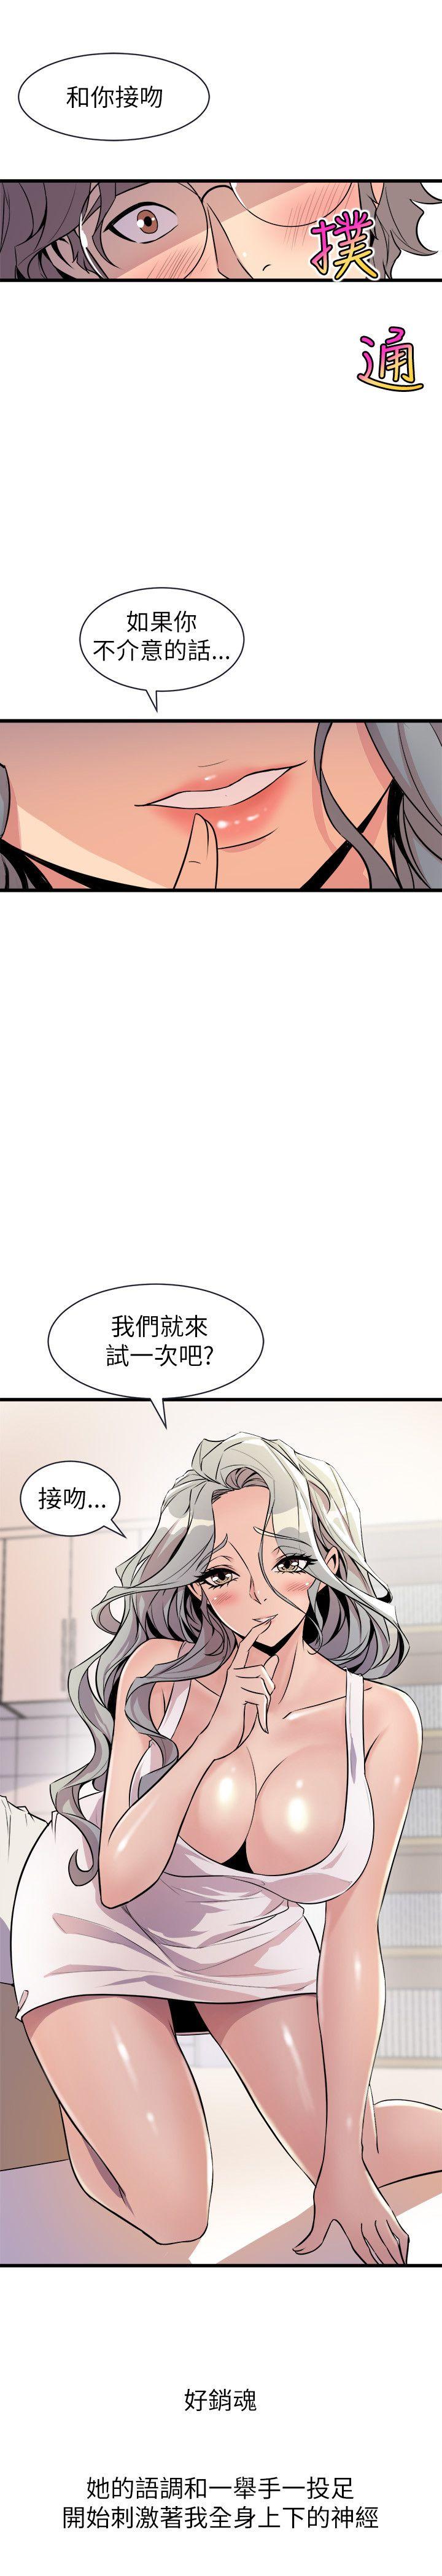 和你接吻
撲
通
如果你
不介意的話...
我們就來
試一次吧?
接吻...
好銷魂
她的語調和一舉手一投足
開始刺激著我全身上下的神經